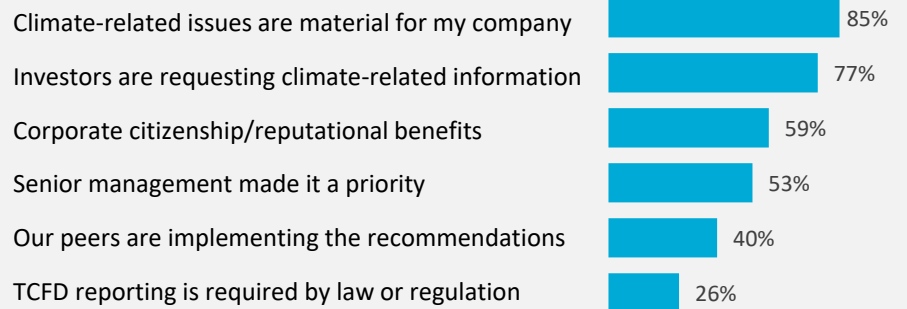 Climate-related issues are material for my company 85%
Investors are requesting climate-related information 77%
Corporate citizenship/reputational benefits 59%
Senior management made it a priority 53%
Our peers are implementing the recommendations 40%
TCFD reporting is required by law or regulation 26%